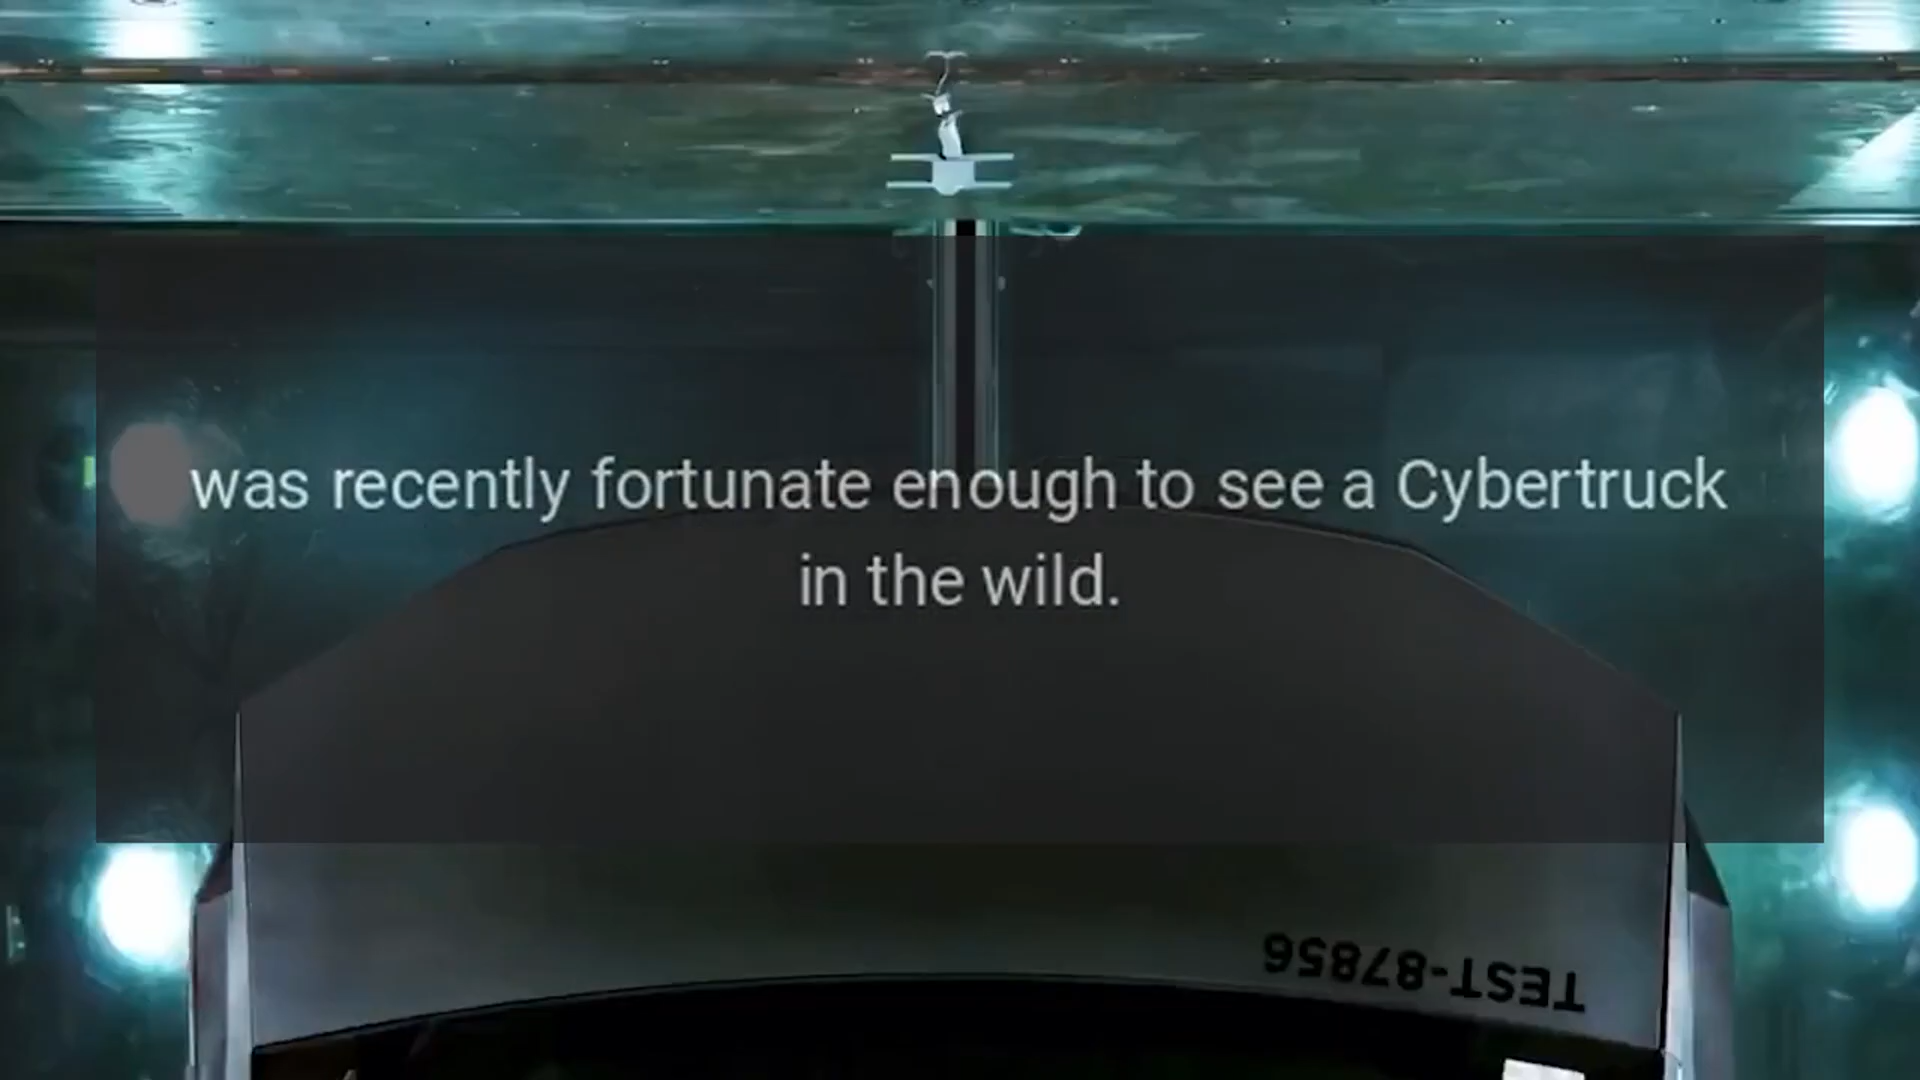 was recently fortunate enough to see a Cybertruck
in the wild.
TEST-87856